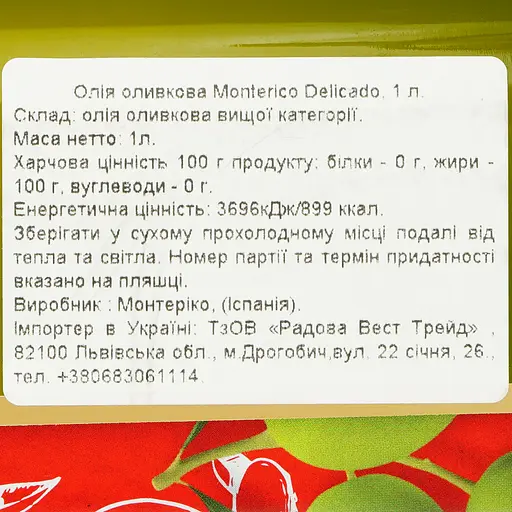 Олія оливкова Monterico Delicado, 1 л.
Склад: олія оливкова вищої категорії.
Маса нетто: 1л.
Харчова цінність 100 г продукту: білки - 0 г, жири -
100 г, вуглеводи - 0 г.
Енергетична цінність: 3696кДж/899 ккал.
Зберігати у сухому прохолодному місці подалі від
тепла та світла. Номер партії та термін придатності
вказано на пляшці.
Виробник : Монтеріко, (Іспанія).
Імпортер в Україні: ТзОВ «Радова Вест Трейд» ,
82100 Львівська обл., м.Дрогобич,вул. 22 січня, 26.,
тел. +380683061114.